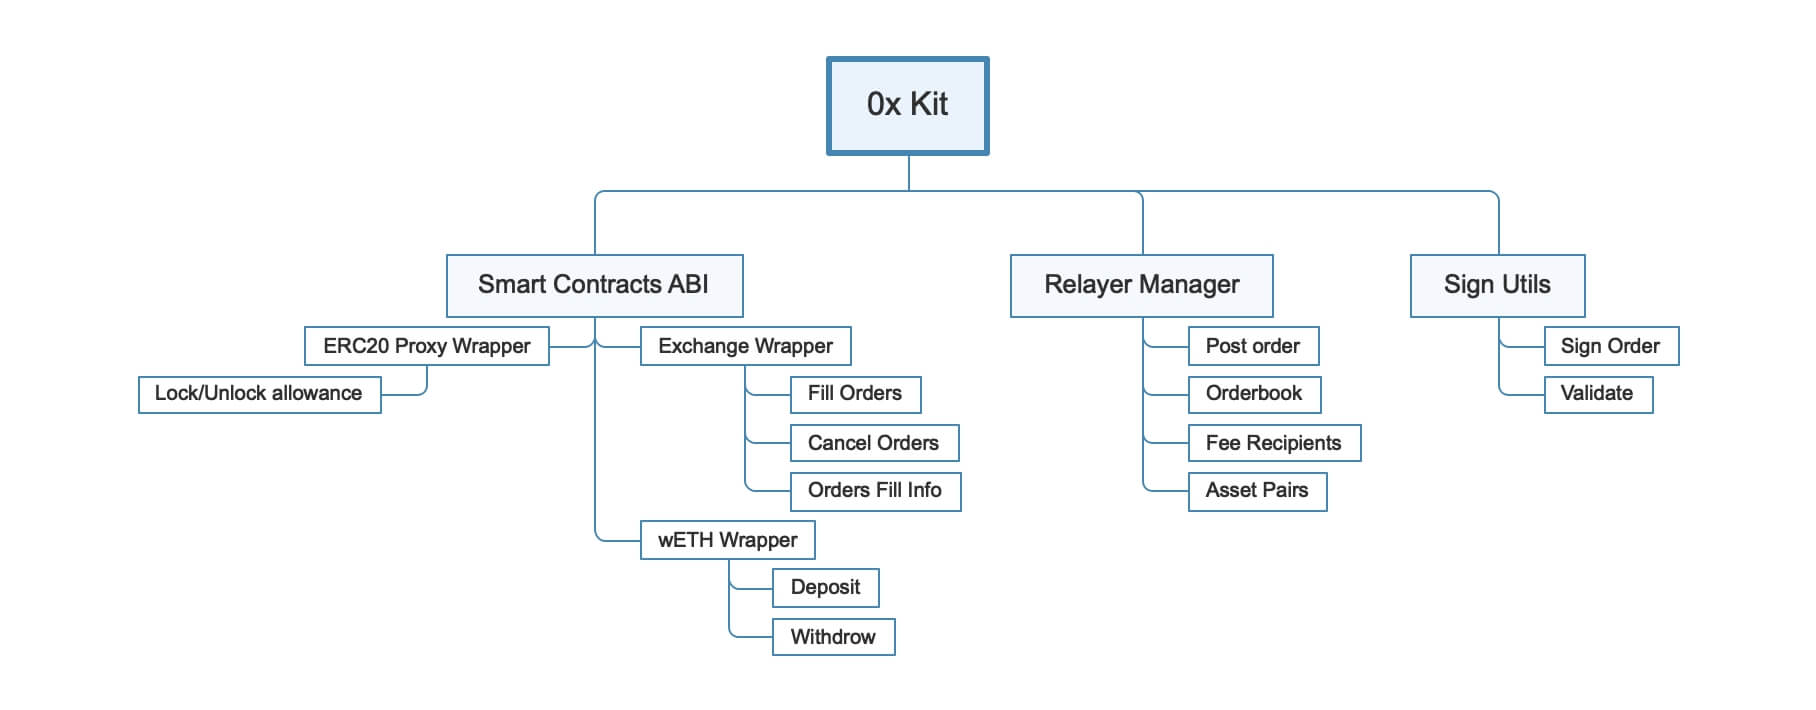 0x Kit
Smart Contracts ABI
Relayer Manager
Sign Utils
ERC20 Proxy Wrapper
Exchange Wrapper
Post order
Sign Order
Lock/Unlock allowance
Fill Orders
Orderbook
Validate
Cancel Orders
Fee Recipients
Orders Fill Info
Asset Pairs
wETH Wrapper
Deposit
Withdrow